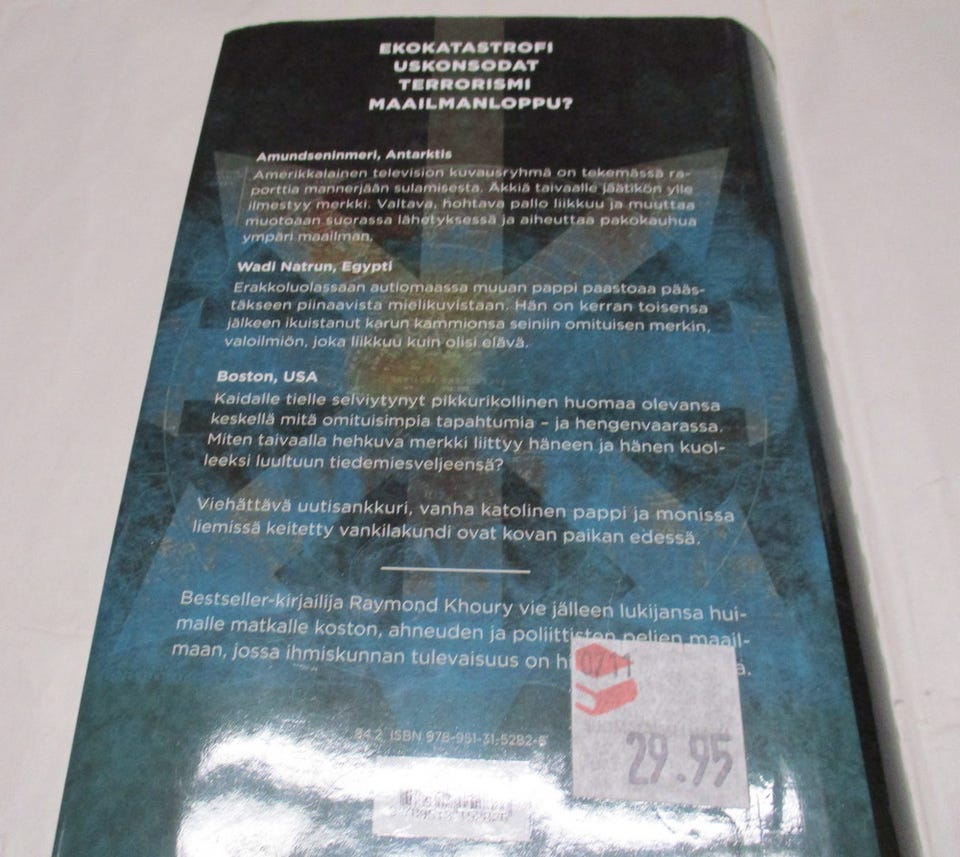 EKOKATASTROFI
USKONSODAT
TERRORISMI
MAAILMANLOPPU?
Amundseninmeri, Antarktis
Amerikkalainen television kuvausryhmä on tekemässä ra-
porttia mannerjään sulamisesta. Äkkiä taivaalle jäätikön ylle
ilmestyy merkki. Valtava, hohtava pallo liikkuu ja muuttaa
muotoaan suorassa lähetyksessä ja aiheuttaa pakokauhua
ympäri maailman.
Wadi Natrun, Egypti
Erakkoluolassaan autiomaassa muuan pappi paastoaa pääs-
täkseen piinaavista mielikuvistaan. Hän on kerran toisensa
jälkeen ikuistanut karun kammionsa seiniin omituisen merkin,
valoilmiön, joka liikkuu kuin olisi elävä.
Boston, USA
Kaidalle tielle selviytynyt pikkurikollinen huomaa olevansa
keskellä mitä omituisimpia tapahtumia – ja hengenvaarassa.
Miten taivaalla hehkuva merkki liittyy häneen ja hänen kuol-
leeksi luultuun tiedemiesveljeensä?
Viehättävä uutisankkuri, vanha katolinen pappi ja monissa
liemissä keitetty vankilakundi ovat kovan paikan edessä.
Bestseller-kirjailija Raymond Khoury vie jälleen lukijansa hui-
malle matkalle koston, ahneuden ja poliittisten pelien maail-
maan, jossa ihmiskunnan tulevaisuus on
0711
84.2 ISBN 978-951-31-5282-6
29.95